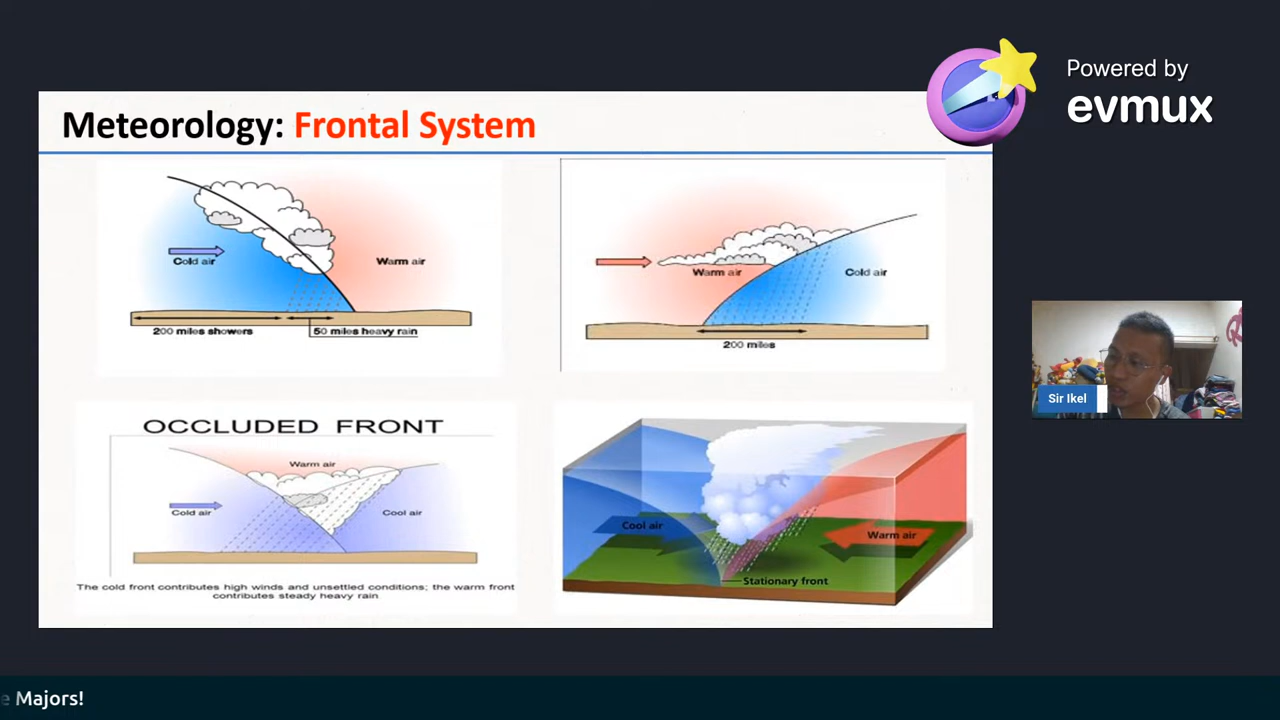 Powered by
evmux
Meteorology: Frontal System
Cold air
Warm air
200 miles showers
50 miles heavy rain
Warm air
Cold air
200 miles
OCCLUDED FRONT
Warm air
Cold air
Cool air
The cold front contributes high winds and unsettled conditions; the warm front
contributes steady heavy rain
Cool air
Warm air
Stationary front
Sir Ikel
e Majors!